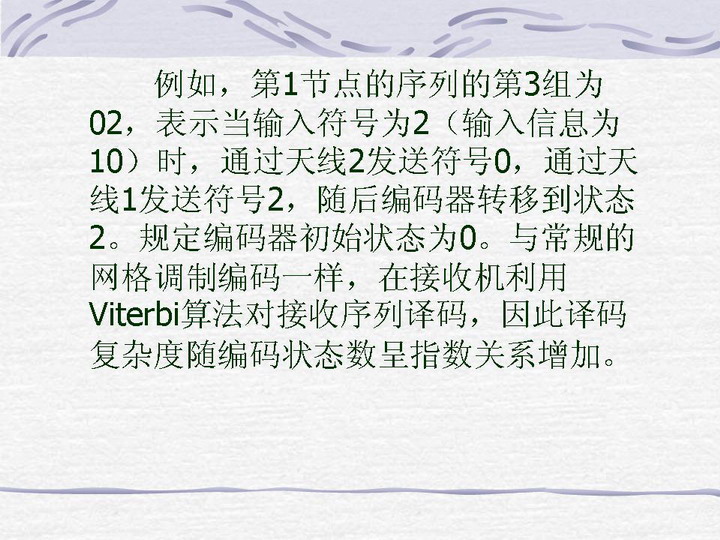 例如，第1节点的序列的第3组为
02，表示当输入符号为2（输入信息为
10）时，通过天线2发送符号0，通过天
线1发送符号2，随后编码器转移到状态
2。规定编码器初始状态为0。与常规的
网格调制编码一样，在接收机利用
Viterbi算法对接收序列译码，因此译码
复杂度随编码状态数呈指数关系增加。